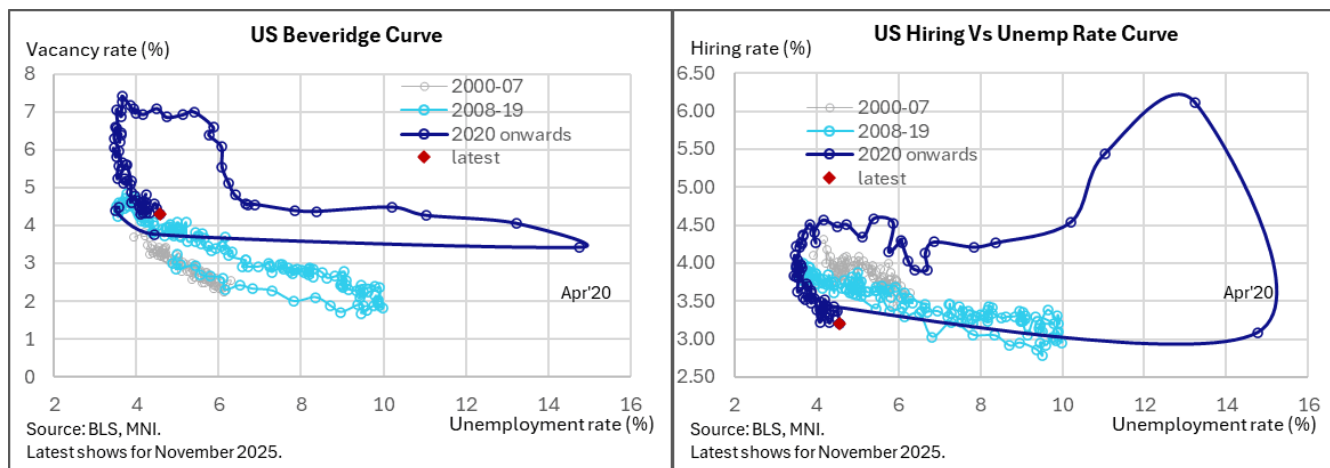 US Beveridge Curve
Vacancy rate (%)
8
7
6
5
4
3
2
1
0
2 4 6 8 10 12 14 16
2000-07
2008-19
2020 onwards
latest
Apr'20
Unemployment rate (%)
Source: BLS, MNI.
Latest shows for November 2025.
US Hiring Vs Unemp Rate Curve
Hiring rate (%)
6.50
6.00
5.50
5.00
4.50
4.00
3.50
3.00
2.50
2 4 6 8 10 12 14 16
2000-07
2008-19
2020 onwards
latest
Apr'20
Unemployment rate (%)
Source: BLS, MNI.
Latest shows for November 2025.